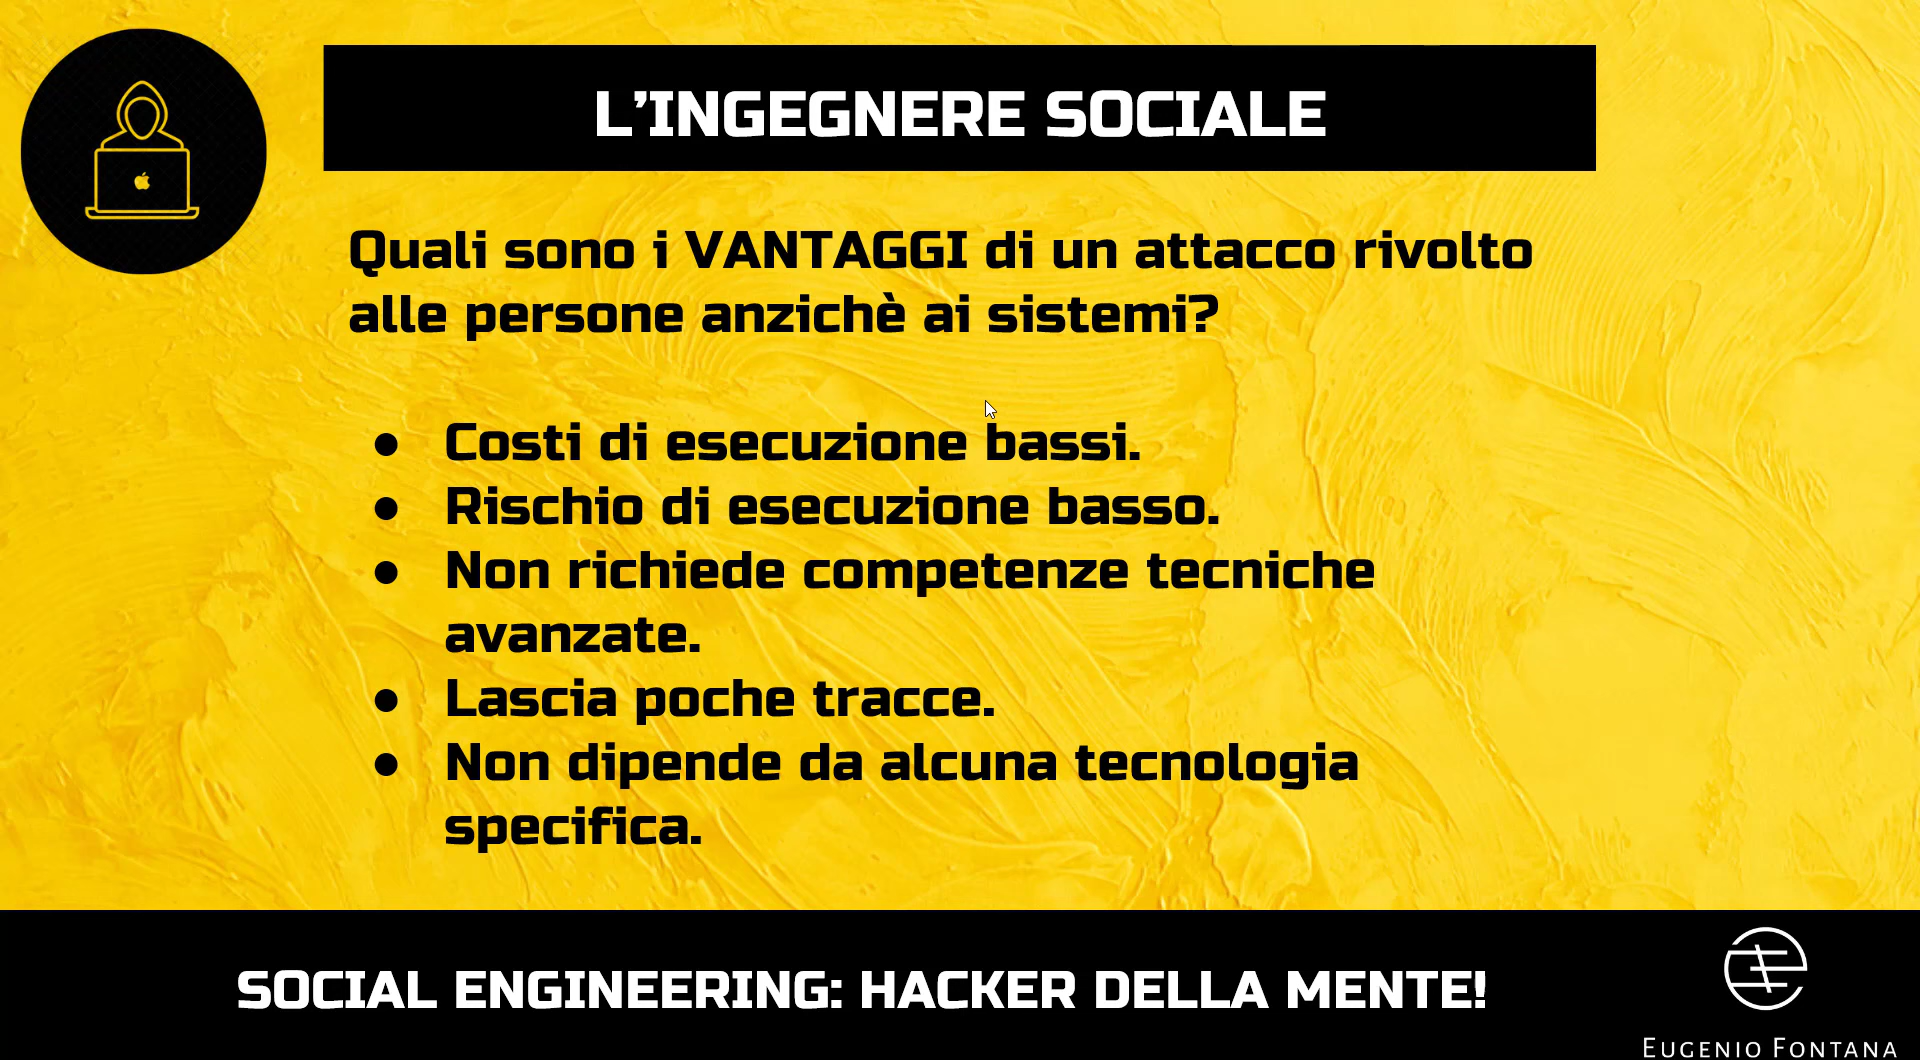 L’INGEGNERE SOCIALE
Quali sono i VANTAGGI di un attacco rivolto
alle persone anzichè ai sistemi?
● Costi di esecuzione bassi.
● Rischio di esecuzione basso.
● Non richiede competenze tecniche
avanzate.
● Lascia poche tracce.
● Non dipende da alcuna tecnologia
specifica.
SOCIAL ENGINEERING: HACKER DELLA MENTE!
EUGENIO FONTANA